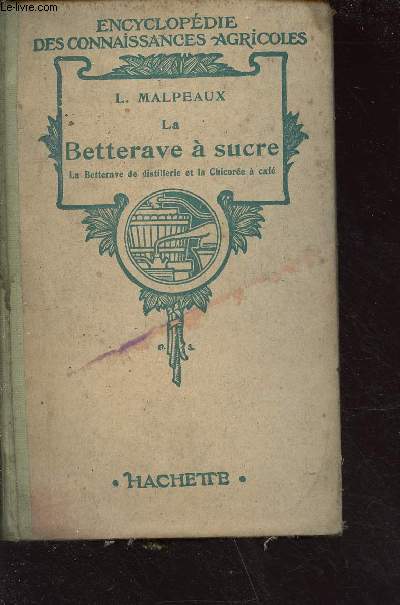 Le-livre.com
ENCYCLOPÉDIE
DES CONNAISSANCES AGRICOLES
L. MALPEAUX
La
Betterave à sucre
La Betterave de distillerie et la Chicorée à café
• HACHETTE •